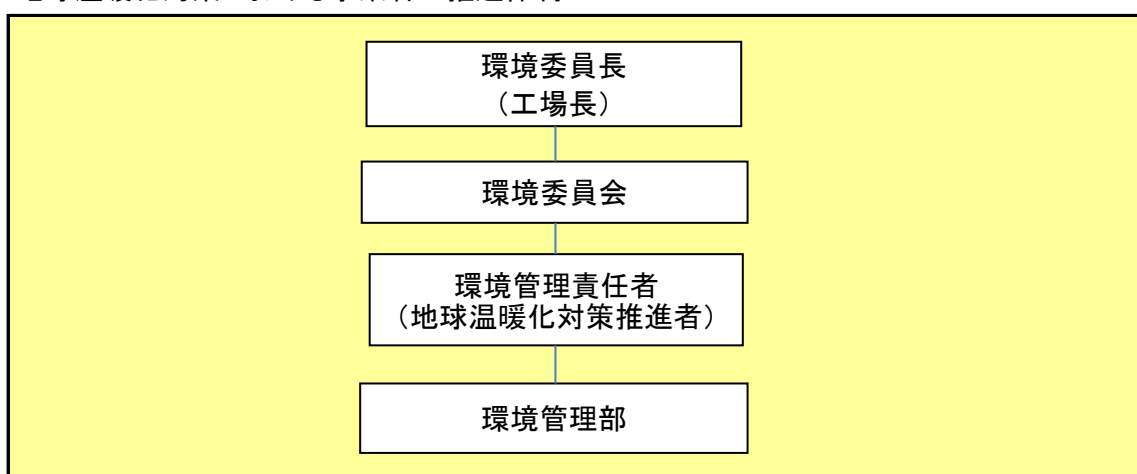 環境委員長
（工場長）
環境委員会
環境管理責任者
（地球温暖化対策推進者）
環境管理部